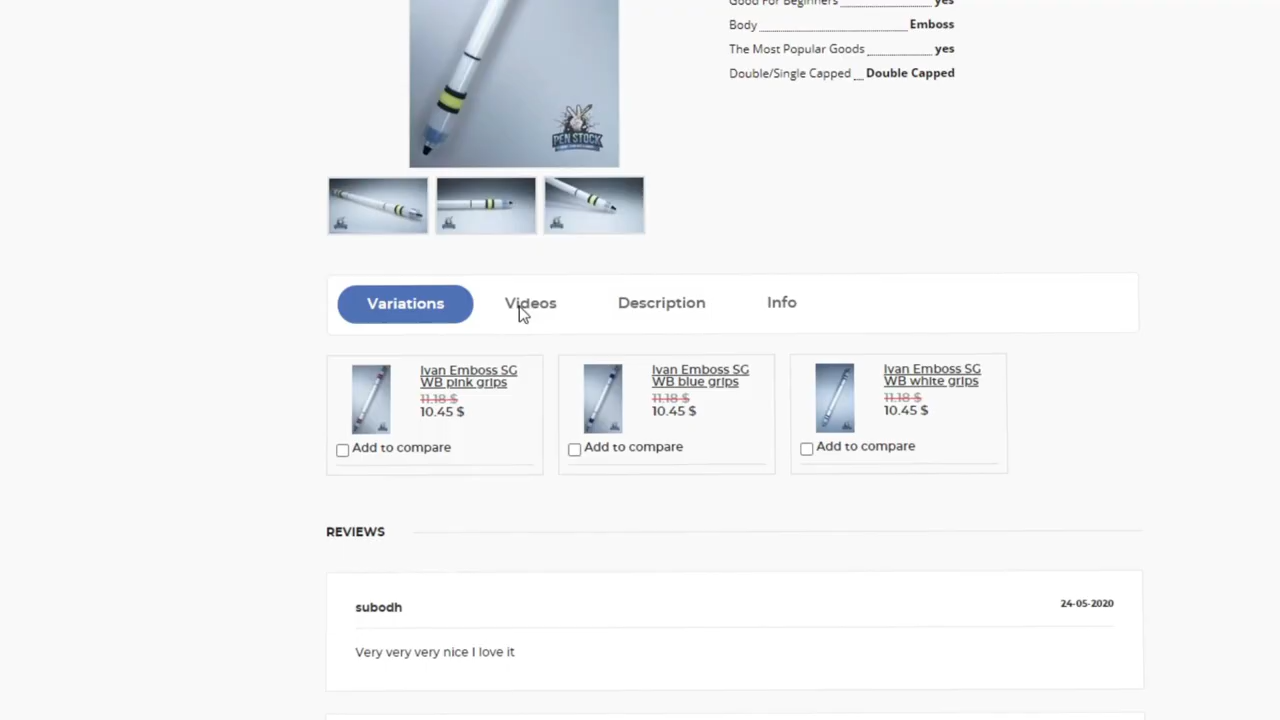 Good For Beginners yes
Body Emboss
The Most Popular Goods yes
Double/Single Capped Double Capped
PEN STOCK
Variations Videos Description Info
Ivan Emboss SG
WB pink grips
11.18 $
10.45 $
Add to compare
Ivan Emboss SG
WB blue grips
11.18 $
10.45 $
Add to compare
Ivan Emboss SG
WB white grips
11.18 $
10.45 $
Add to compare
REVIEWS
subodh 24-05-2020
Very very very nice I love it